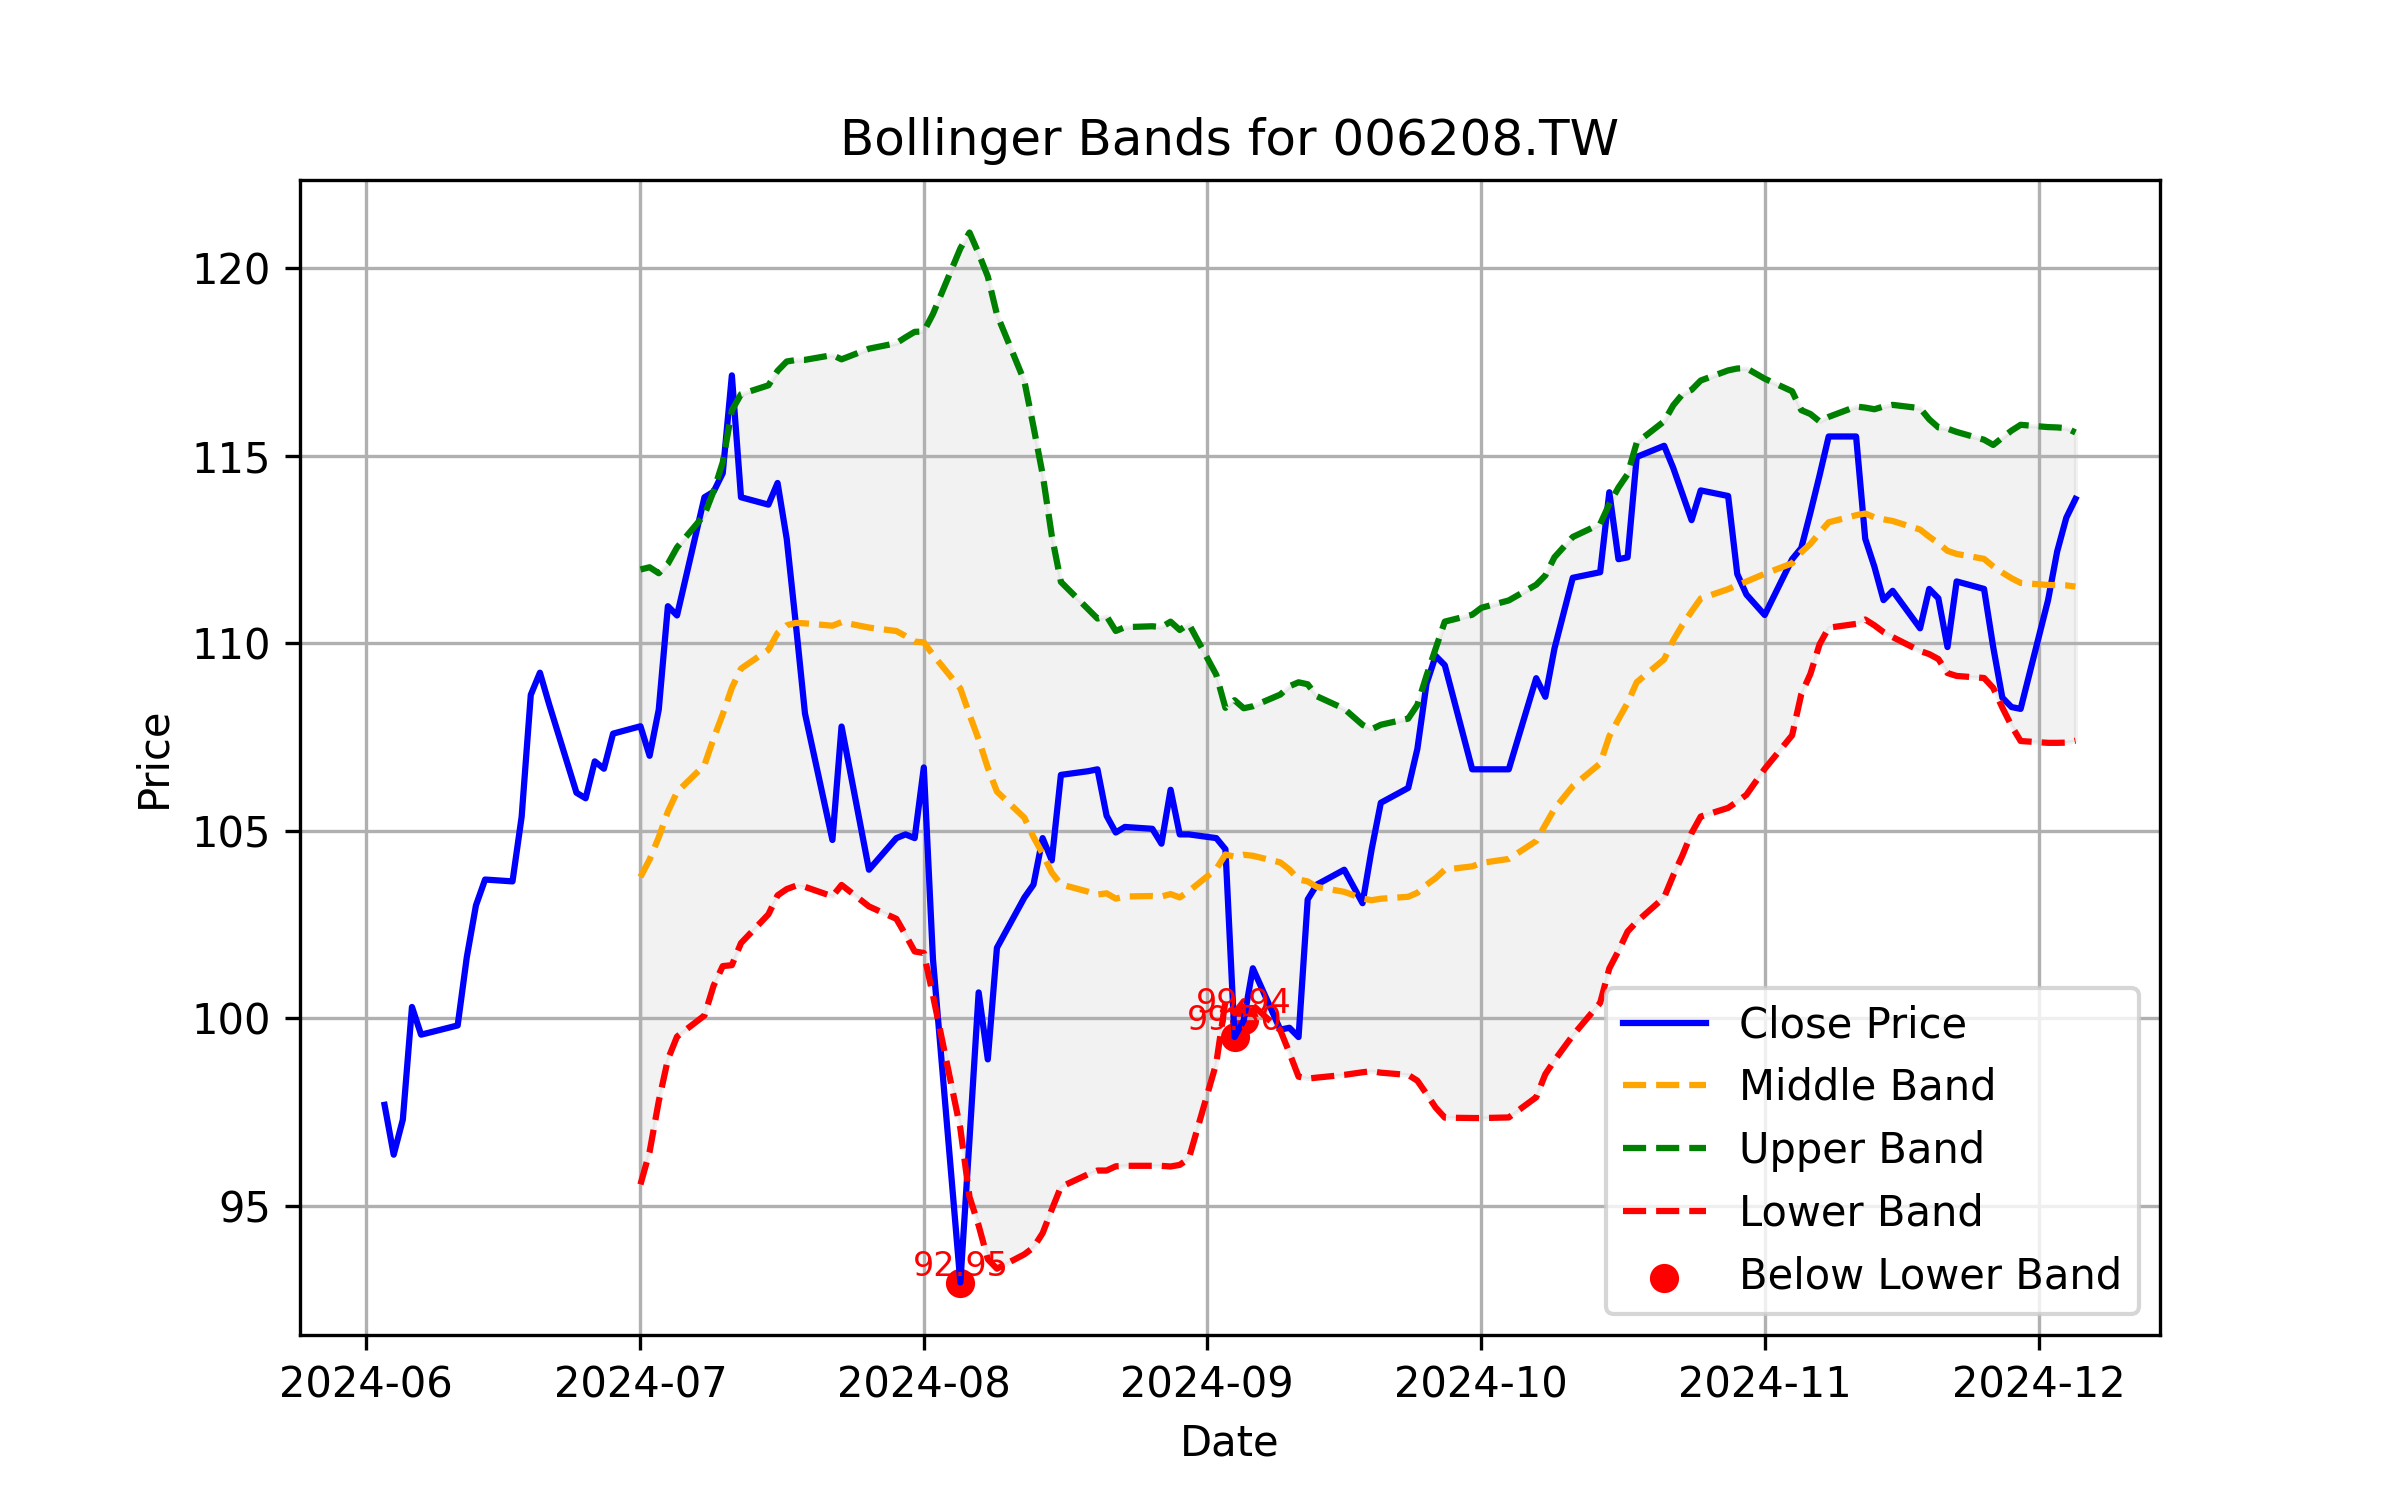 Bollinger Bands for 006208.TW
120
115
110
105
100
95
Price
99.94
92.95
Close Price
Middle Band
Upper Band
Lower Band
Below Lower Band
2024-06
2024-07
2024-08
2024-09
2024-10
2024-11
2024-12
Date